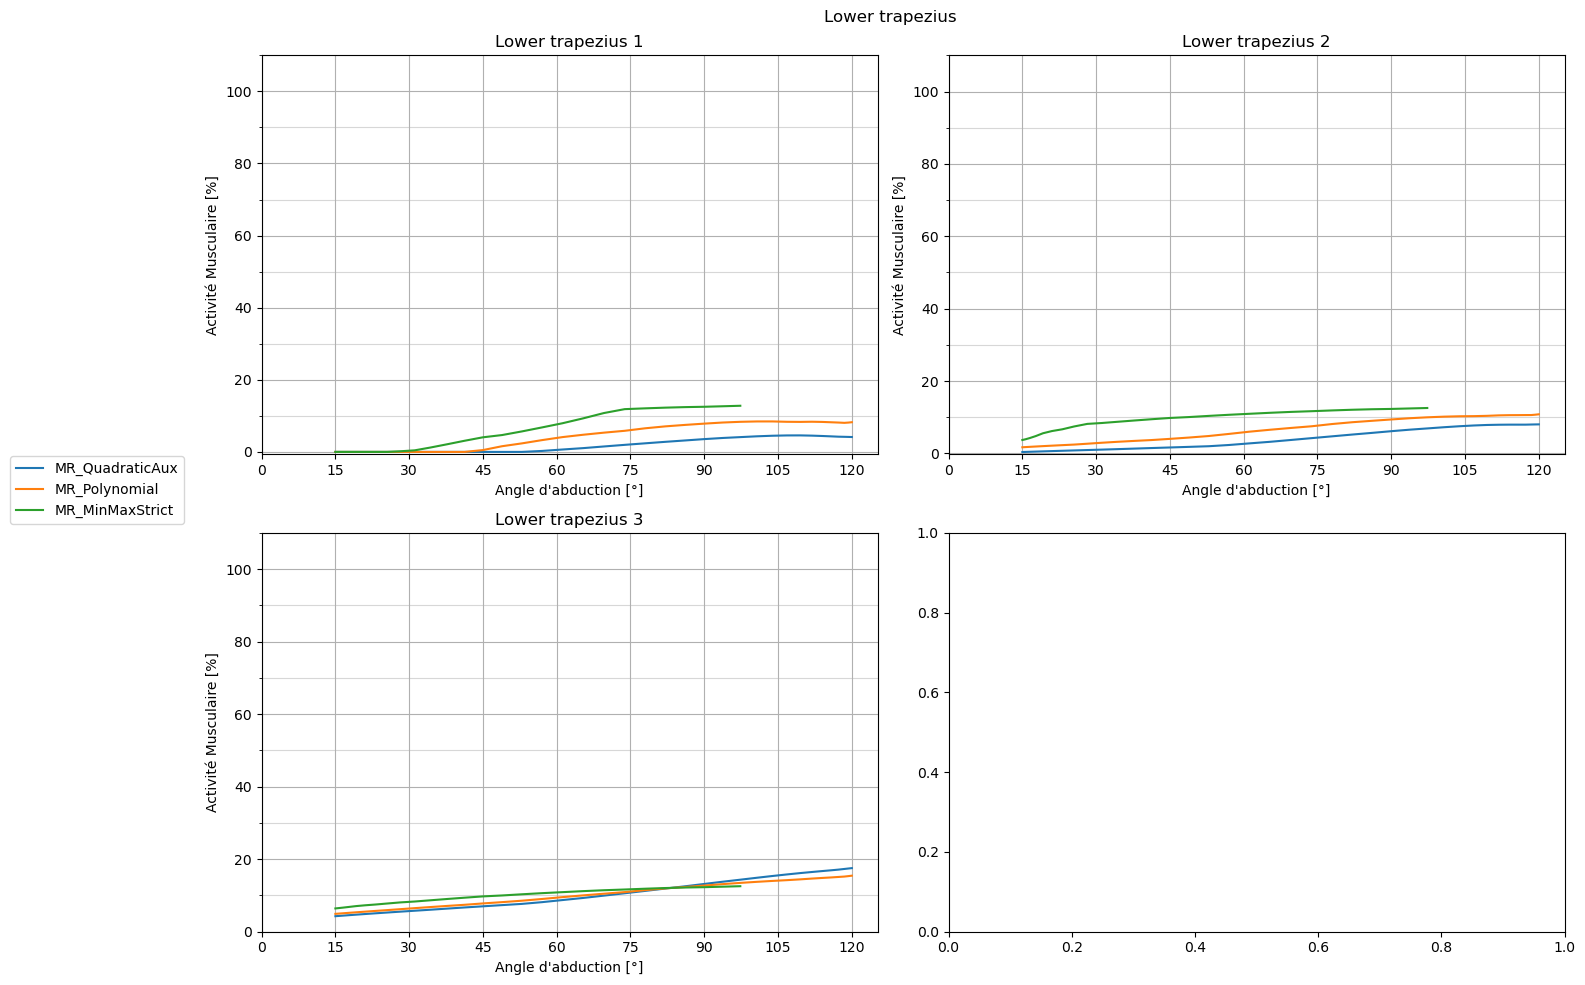 Lower trapezius
Lower trapezius 1
Lower trapezius 2
100
80
60
40
20
0
Activité Musculaire [%]
0 15 30 45 60 75 90 105 120
Angle d'abduction [°]
100
80
60
40
20
0
Activité Musculaire [%]
0 15 30 45 60 75 90 105 120
Angle d'abduction [°]
MR_QuadraticAux
MR_Polynomial
MR_MinMaxStrict
Lower trapezius 3
100
80
60
40
20
0
Activité Musculaire [%]
0 15 30 45 60 75 90 105 120
Angle d'abduction [°]
1.0
0.8
0.6
0.4
0.2
0.0
0.0 0.2 0.4 0.6 0.8 1.0